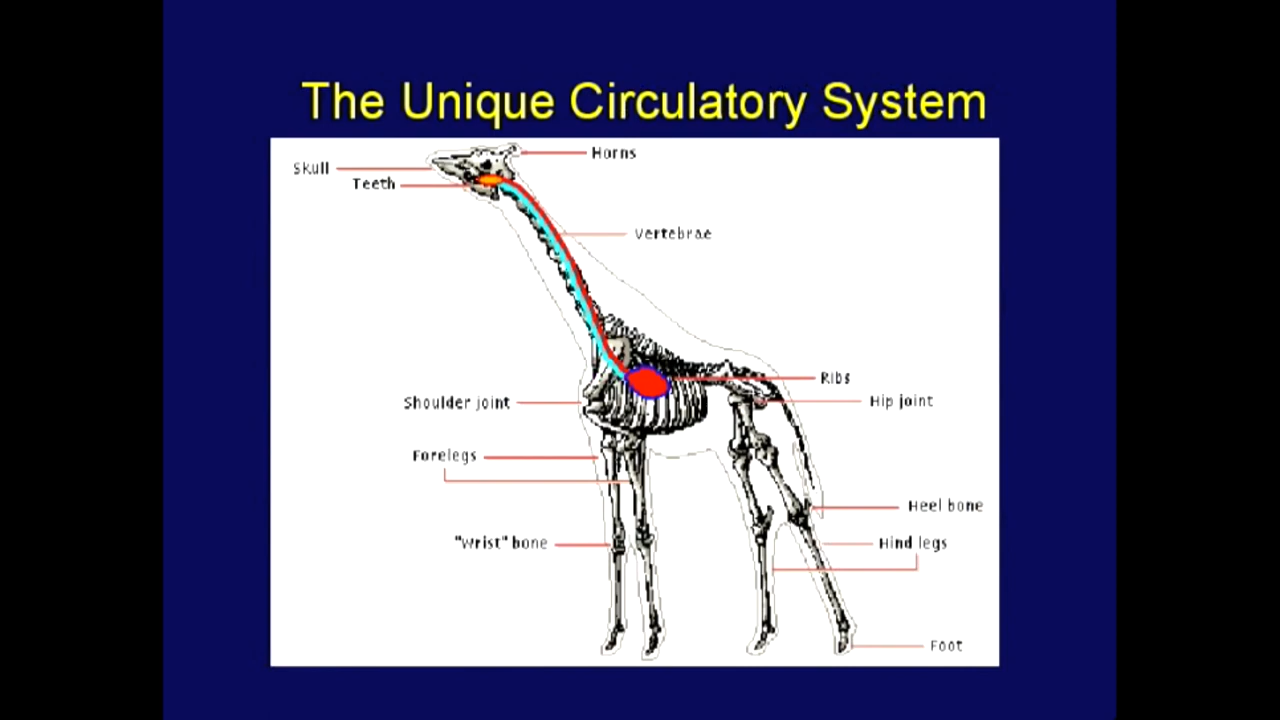 The Unique Circulatory System
Horns
Skull
Teeth
Vertebrae
Ribs
Hip joint
Shoulder joint
Forelegs
Heel bone
"Wrist" bone
Hind legs
Foot